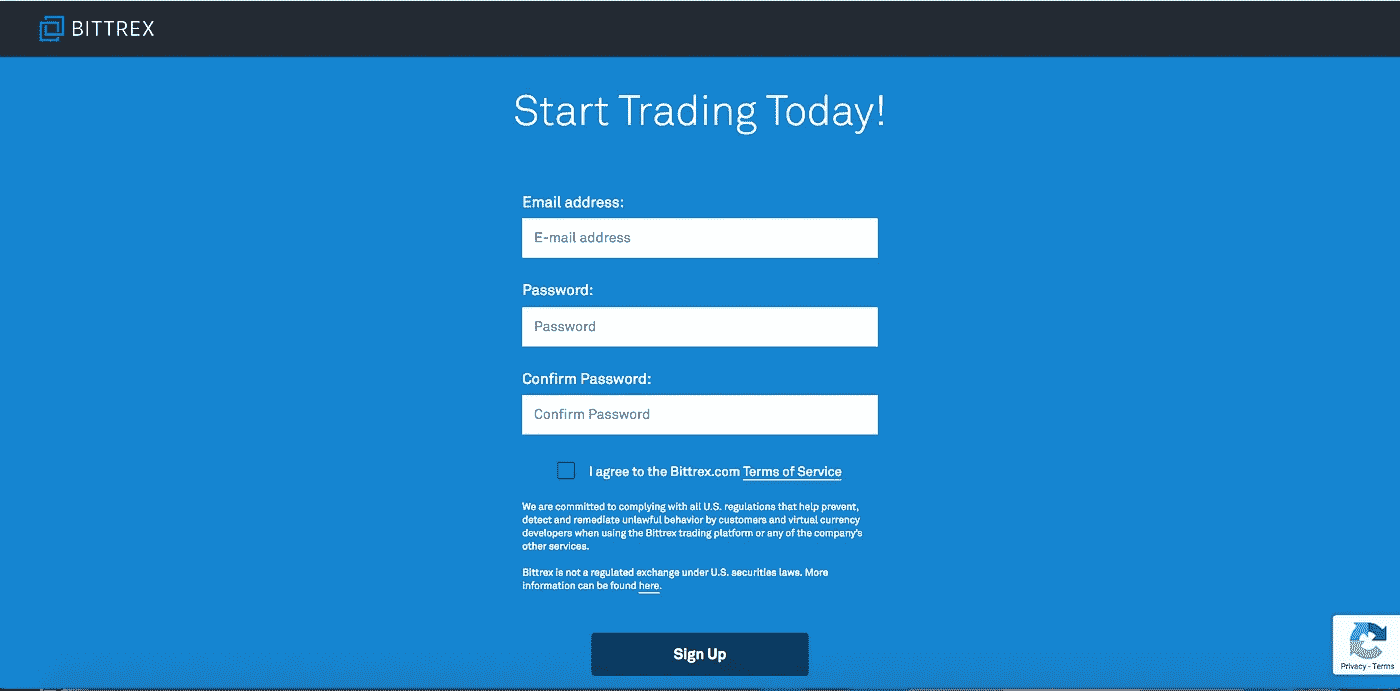 BITTREX
Start Trading Today!
Email address:
E-mail address
Password:
Password
Confirm Password:
Confirm Password
I agree to the Bittrex.com Terms of Service
We are committed to complying with all U.S. regulations that help prevent,
detect and remediate unlawful behavior by customers and virtual currency
developers when using the Bittrex trading platform or any of the company's
other services.
Bittrex is not a regulated exchange under U.S. securities laws. More
information can be found here.
Sign Up
Privacy - Terms